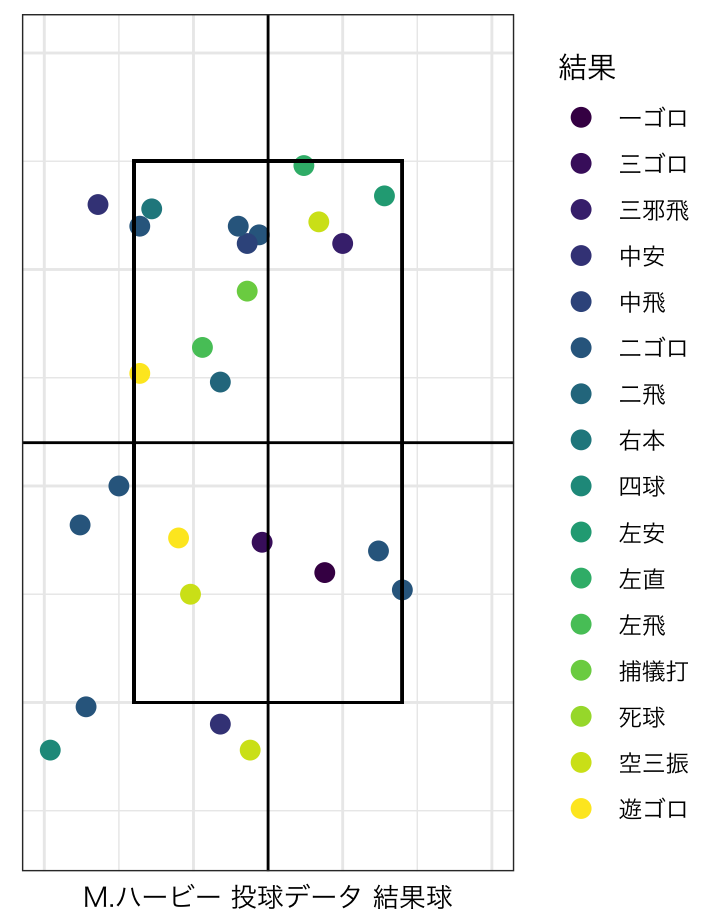 結果
一ゴロ
三ゴロ
三邪飛
中安
中飛
二ゴロ
二飛
右本
四球
左安
左直
左飛
捕犠打
死球
空三振
遊ゴロ
M.ハービー 投球データ 結果球